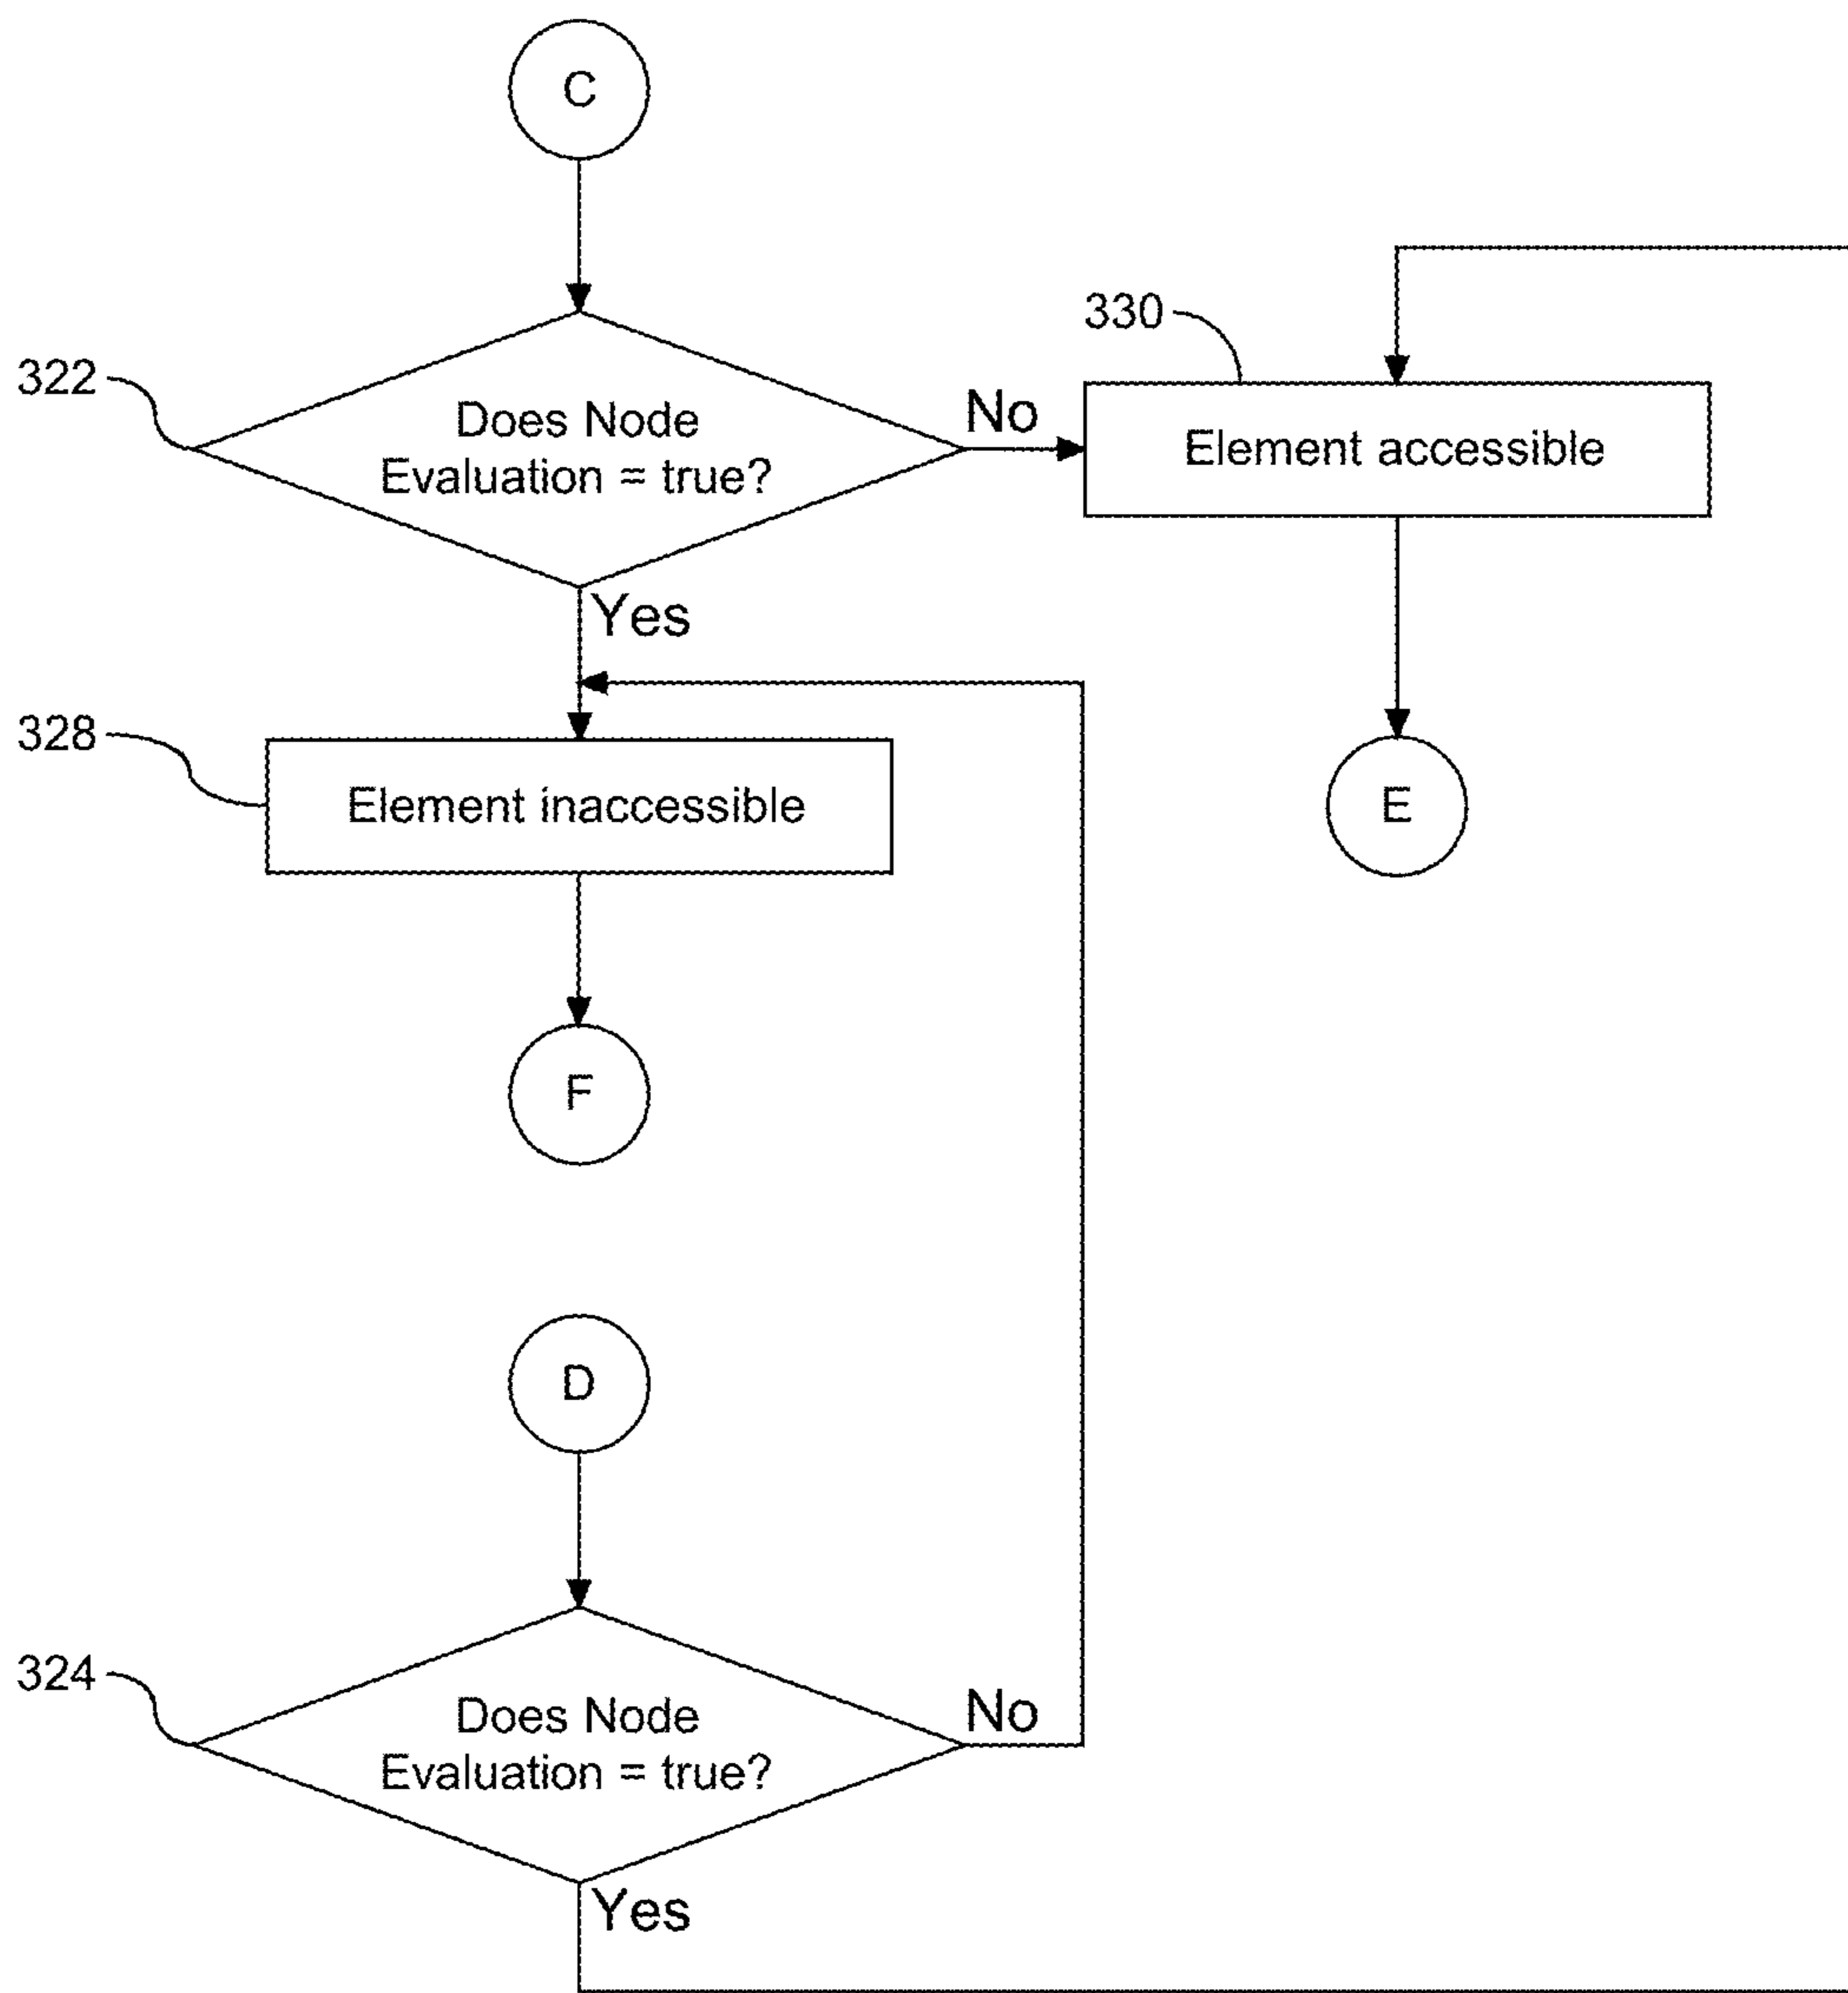 C
322
Does Node
Evaluation = true?
No
330
Element accessible
Yes
328
Element inaccessible
E
F
D
324
Does Node
Evaluation = true?
No
Yes